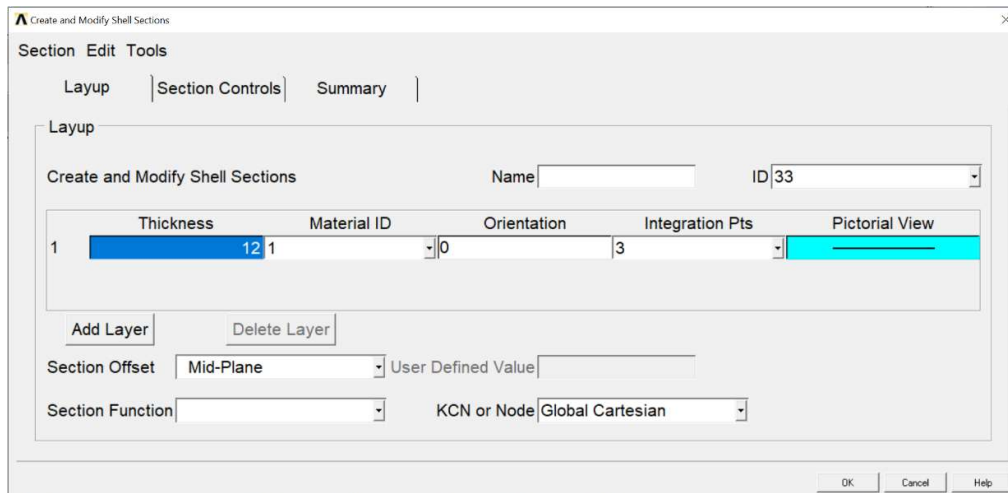 Create and Modify Shell Sections
Section Edit Tools
Layup Section Controls Summary
Layup
Create and Modify Shell Sections Name ID 33
Thickness Material ID Orientation Integration Pts Pictorial View
1 12 1 0 3
Add Layer Delete Layer
Section Offset Mid-Plane User Defined Value
Section Function KCN or Node Global Cartesian
OK Cancel Help